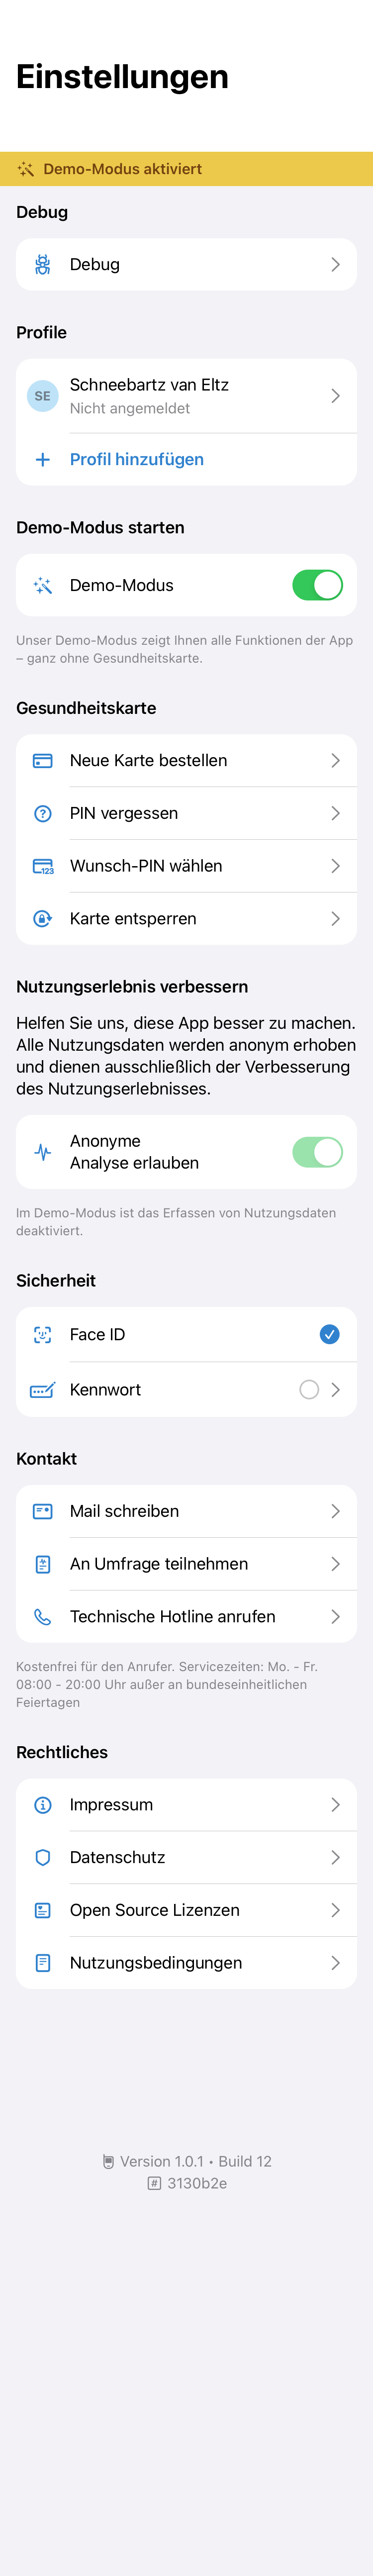 Einstellungen
Demo-Modus aktiviert
Debug
Debug
Profile
SE
Schneebartz van Eltz
Nicht angemeldet
Profil hinzufügen
Demo-Modus starten
Demo-Modus
Unser Demo-Modus zeigt Ihnen alle Funktionen der App
– ganz ohne Gesundheitskarte.
Gesundheitskarte
Neue Karte bestellen
? PIN vergessen
123 Wunsch-PIN wählen
Karte entsperren
Nutzungserlebnis verbessern
Helfen Sie uns, diese App besser zu machen.
Alle Nutzungsdaten werden anonym erhoben
und dienen ausschließlich der Verbesserung
des Nutzungserlebnisses.
Anonyme
Analyse erlauben
Im Demo-Modus ist das Erfassen von Nutzungsdaten
deaktiviert.
Sicherheit
Face ID
Kennwort
Kontakt
Mail schreiben
An Umfrage teilnehmen
Technische Hotline anrufen
Kostenfrei für den Anrufer. Servicezeiten: Mo. - Fr.
08:00 - 20:00 Uhr außer an bundeseinheitlichen
Feiertagen
Rechtliches
Impressum
Datenschutz
Open Source Lizenzen
Nutzungsbedingungen
Version 1.0.1 • Build 12
# 3130b2e